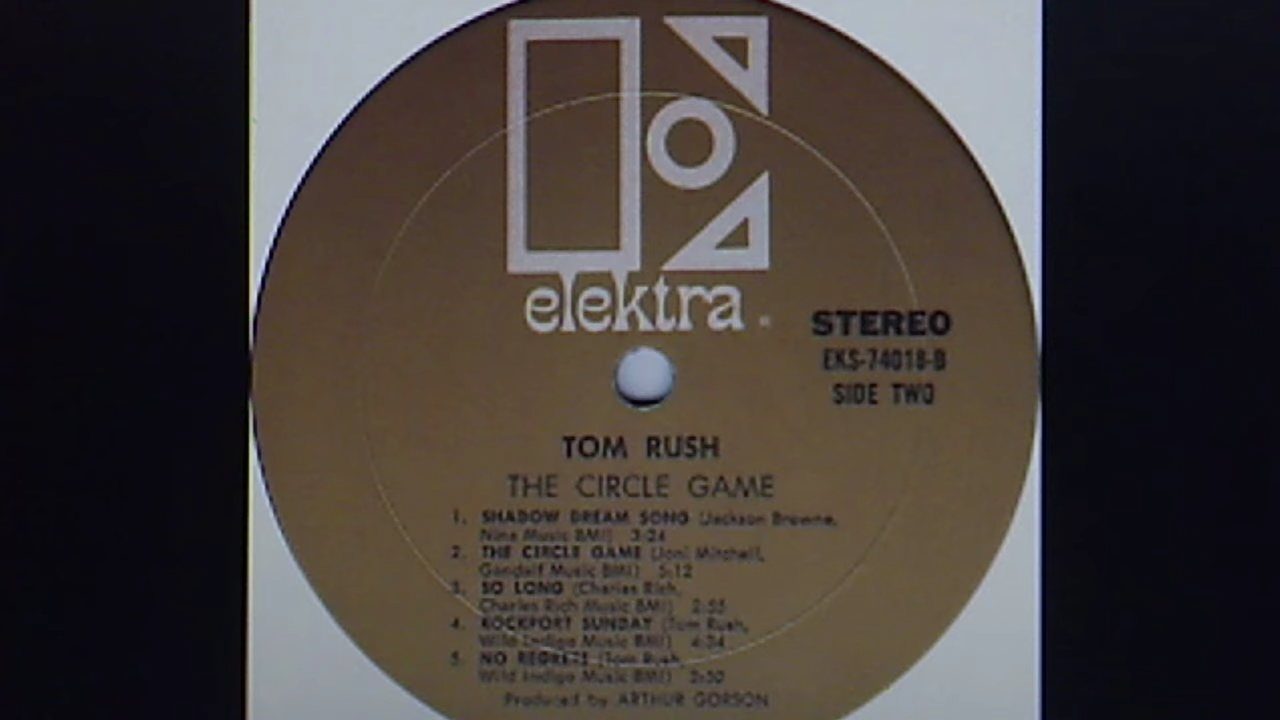 elektra
STEREO
EKS-74018-B
SIDE TWO
TOM RUSH
THE CIRCLE GAME
1. SHADOW DREAM SONG (Jackson Browne,
Nina Music BMI) 3:24
2. THE CIRCLE GAME (Joni Mitchell,
Gandalf Music BMI) 5:12
3. SO LONG (Charles Rich,
Charles Rich Music BMI) 2:55
4. ROCKPORT SUNDAY (Tom Rush,
Wild Indigo Music BMI) 4:34
5. NO REGRETS (Tom Rush,
Wild Indigo Music BMI) 3:50
Produced by ARTHUR GORSON